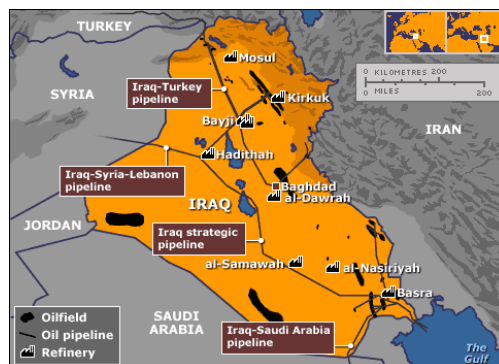 TURKEY
Mosul
0 KILOMETRES 200
0 MILES 200
SYRIA
Iraq-Turkey
pipeline
Kirkuk
Bayji
IRAN
Hadithah
Iraq-Syria-Lebanon
pipeline
IRAQ
Baghdad
al-Dawrah
JORDAN
Iraq strategic
pipeline
al-Samawah
al-Nasiriyah
Basra
SAUDI
ARABIA
Oilfield
Oil pipeline
Refinery
Iraq-Saudi Arabia
pipeline
The
Gulf